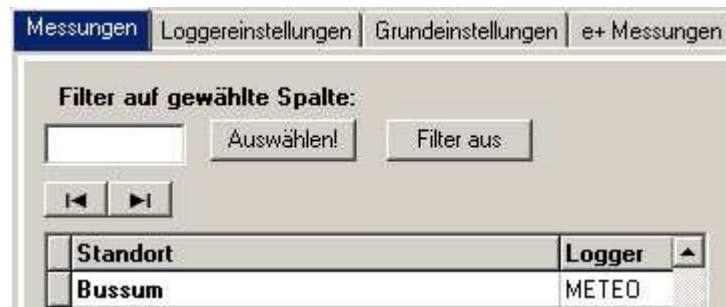 Messungen Loggereinstellungen Grundeinstellungen e+ Messungen
Filter auf gewählte Spalte:
Auswählen! Filter aus
Standort Logger
Bussum METEO